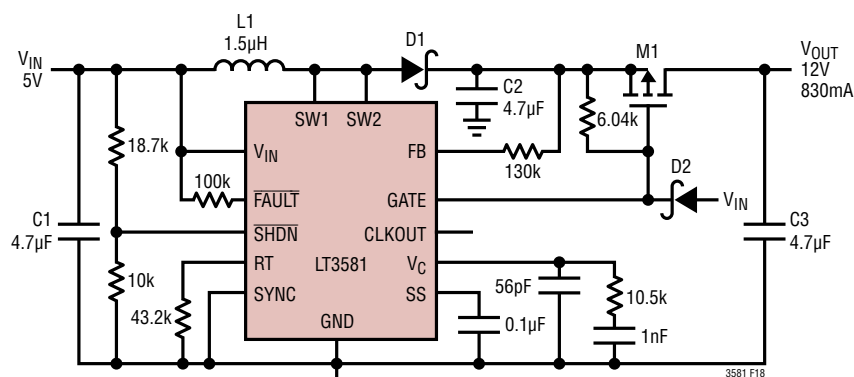 L1
1.5µH
D1
M1
VIN
5V
VOUT
12V
830mA
C2
4.7µF
SW1
SW2
6.04k
18.7k
VIN
FB
130k
D2
100k
FAULT
GATE
VIN
C1
4.7µF
SHDN
CLKOUT
C3
4.7µF
RT
LT3581
VC
10k
56pF
10.5k
SYNC
SS
43.2k
GND
0.1µF
1nF
3581 F18